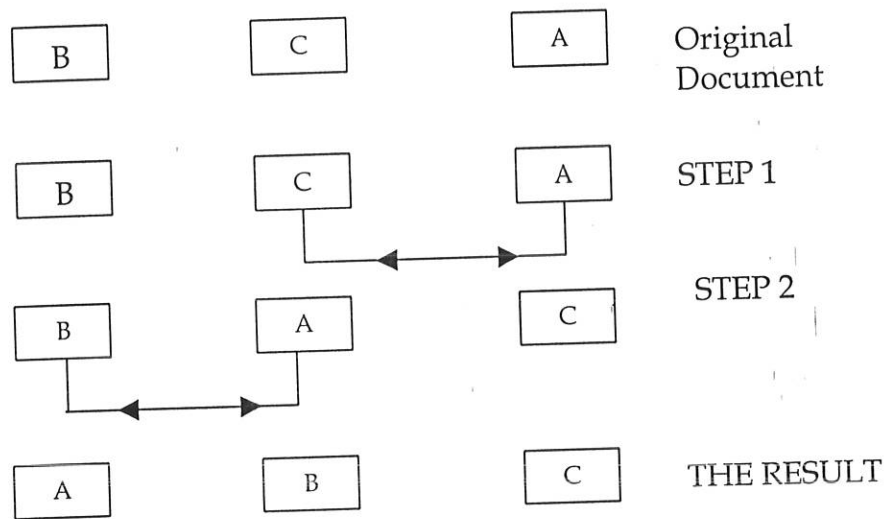 B C A Original
Document
B C A STEP 1
STEP 2
B A C
A B C THE RESULT